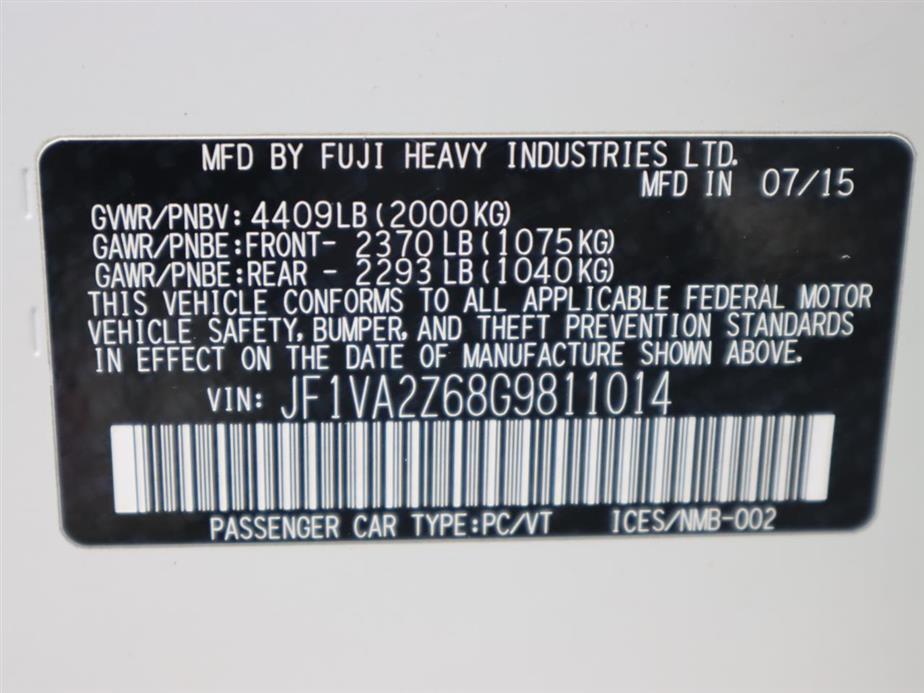 MFD BY FUJI HEAVY INDUSTRIES LTD.
MFD IN 07/15
GVWR/PNBV: 4409LB (2000KG)
GAWR/PNBE:FRONT- 2370 LB (1075KG)
GAWR/PNBE:REAR - 2293 LB (1040KG)
THIS VEHICLE CONFORMS TO ALL APPLICABLE FEDERAL MOTOR
VEHICLE SAFETY, BUMPER, AND THEFT PREVENTION STANDARDS
IN EFFECT ON THE DATE OF MANUFACTURE SHOWN ABOVE.
VIN: JF1VA2Z68G9811014
PASSENGER CAR TYPE:PC/VT ICES/NMB-002